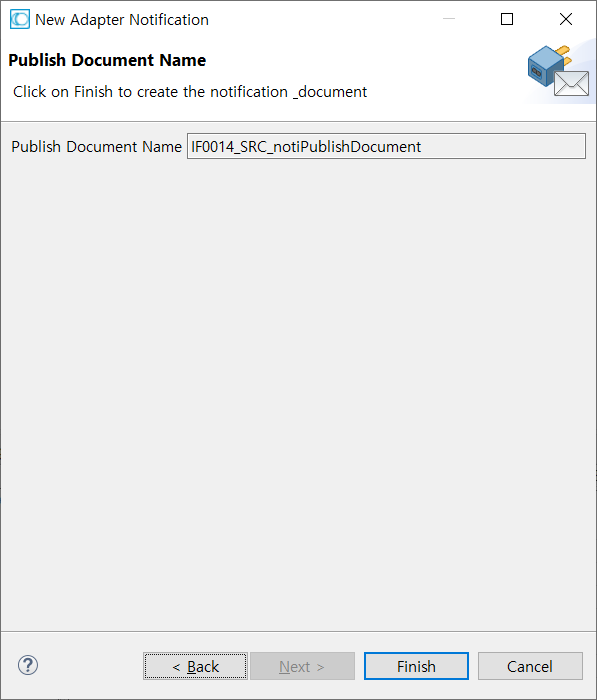 New Adapter Notification
Publish Document Name
Click on Finish to create the notification _document
Publish Document Name IF0014_SRC_notiPublishDocument
< Back Next > Finish Cancel